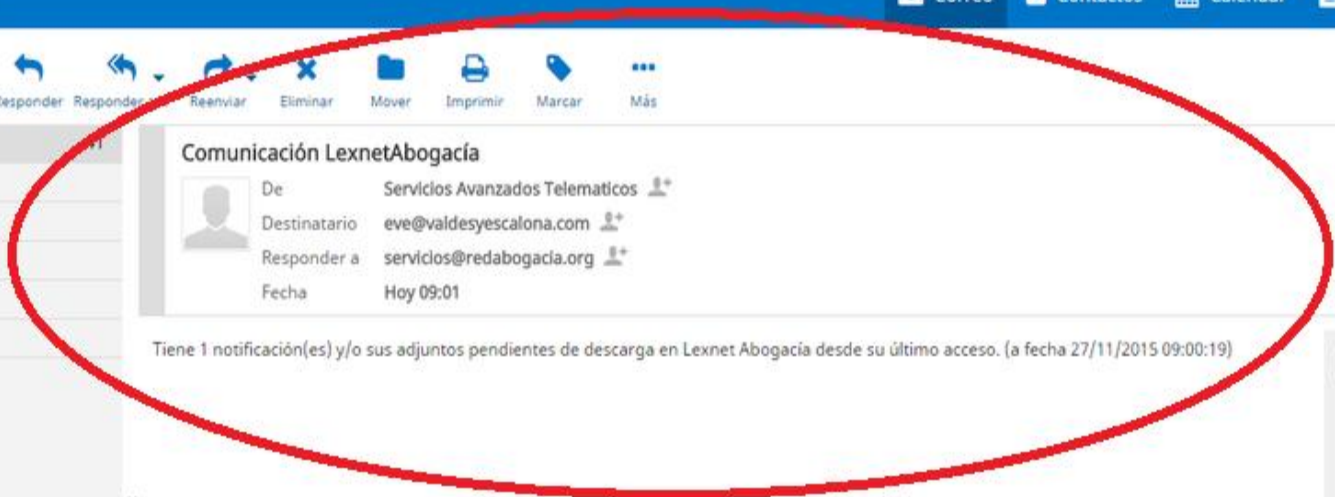 Correo Contactos Calendar
Responder Responder Reenviar Eliminar Mover Imprimir Marcar Más
Comunicación LexnetAbogacía
De Servicios Avanzados Telematicos
Destinatario eve@valdesyescalona.com
Responder a servicios@redabogacia.org
Fecha Hoy 09:01
Tiene 1 notificación(es) y/o sus adjuntos pendientes de descarga en Lexnet Abogacía desde su último acceso. (a fecha 27/11/2015 09:00:19)